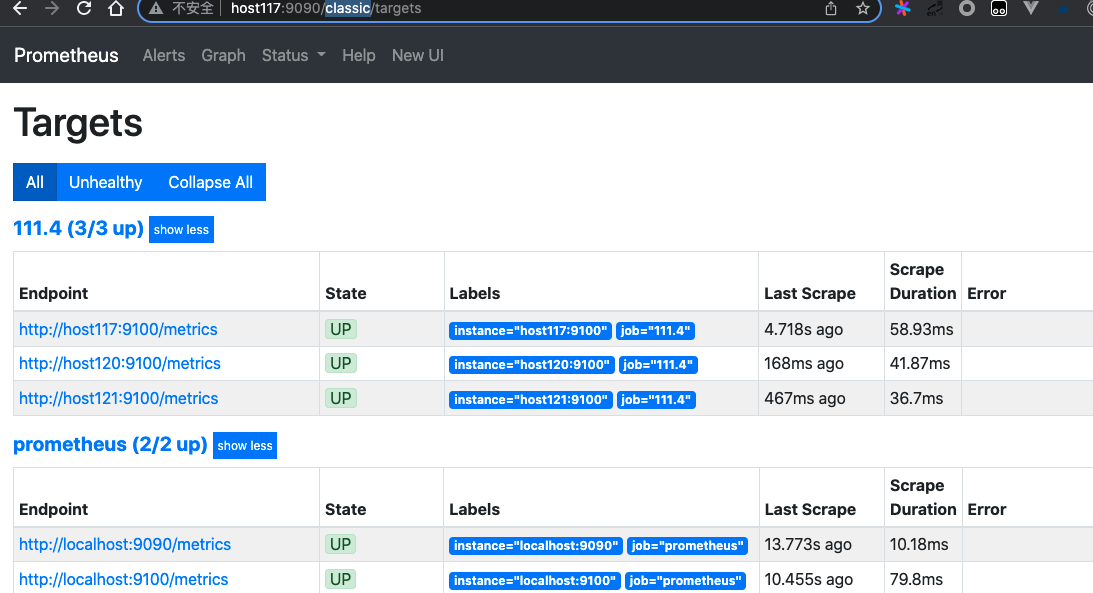 不安全 host117:9090/classic/targets
Prometheus Alerts Graph Status Help New UI
Targets
All Unhealthy Collapse All
111.4 (3/3 up) show less
Endpoint State Labels Last Scrape Scrape Duration Error
http://host117:9100/metrics UP instance="host117:9100" job="111.4" 4.718s ago 58.93ms
http://host120:9100/metrics UP instance="host120:9100" job="111.4" 168ms ago 41.87ms
http://host121:9100/metrics UP instance="host121:9100" job="111.4" 467ms ago 36.7ms
prometheus (2/2 up) show less
Endpoint State Labels Last Scrape Scrape Duration Error
http://localhost:9090/metrics UP instance="localhost:9090" job="prometheus" 13.773s ago 10.18ms
http://localhost:9100/metrics UP instance="localhost:9100" job="prometheus" 10.455s ago 79.8ms